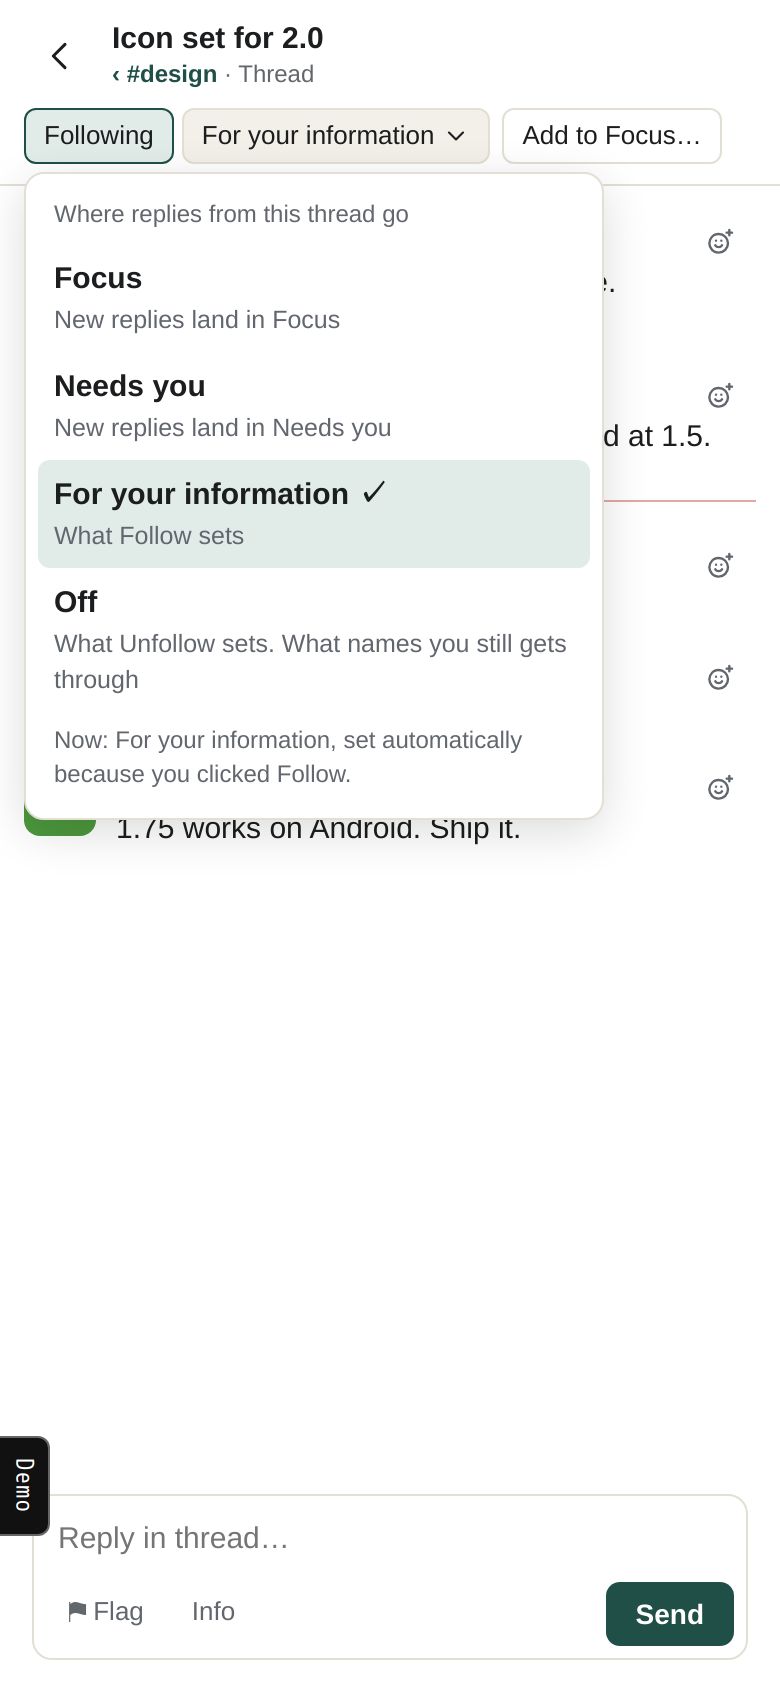 Icon set for 2.0
‹ #design · Thread
Following
For your information
Add to Focus…
Where replies from this thread go
Focus
New replies land in Focus
Needs you
New replies land in Needs you
For your information ✓
What Follow sets
Off
What Unfollow sets. What names you still gets
through
Now: For your information, set automatically
because you clicked Follow.
d at 1.5.
1.75 works on Android. Ship it.
Demo
Reply in thread…
Flag
Info
Send